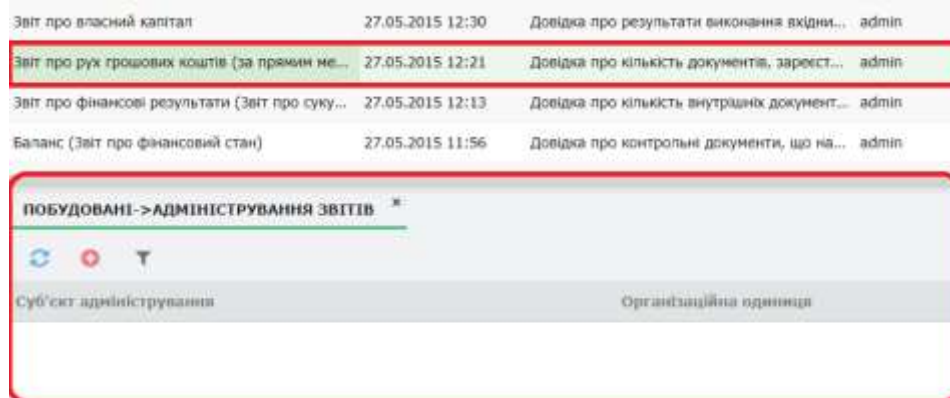 Звіт про власний капітал 27.05.2015 12:30 Довідка про результати виконання вхідни... admin
Звіт про рух грошових коштів (за прямим ме... 27.05.2015 12:21 Довідка про кількість документів, зареєст... admin
Звіт про фінансові результати (Звіт про суку... 27.05.2015 12:13 Довідка про кількість внутрішніх документ... admin
Баланс (Звіт про фінансовий стан) 27.05.2015 11:56 Довідка про контрольні документи, що на... admin
ПОБУДОВАНІ->АДМІНІСТРУВАННЯ ЗВІТІВ ×
Суб'єкт адміністрування Організаційна одиниця